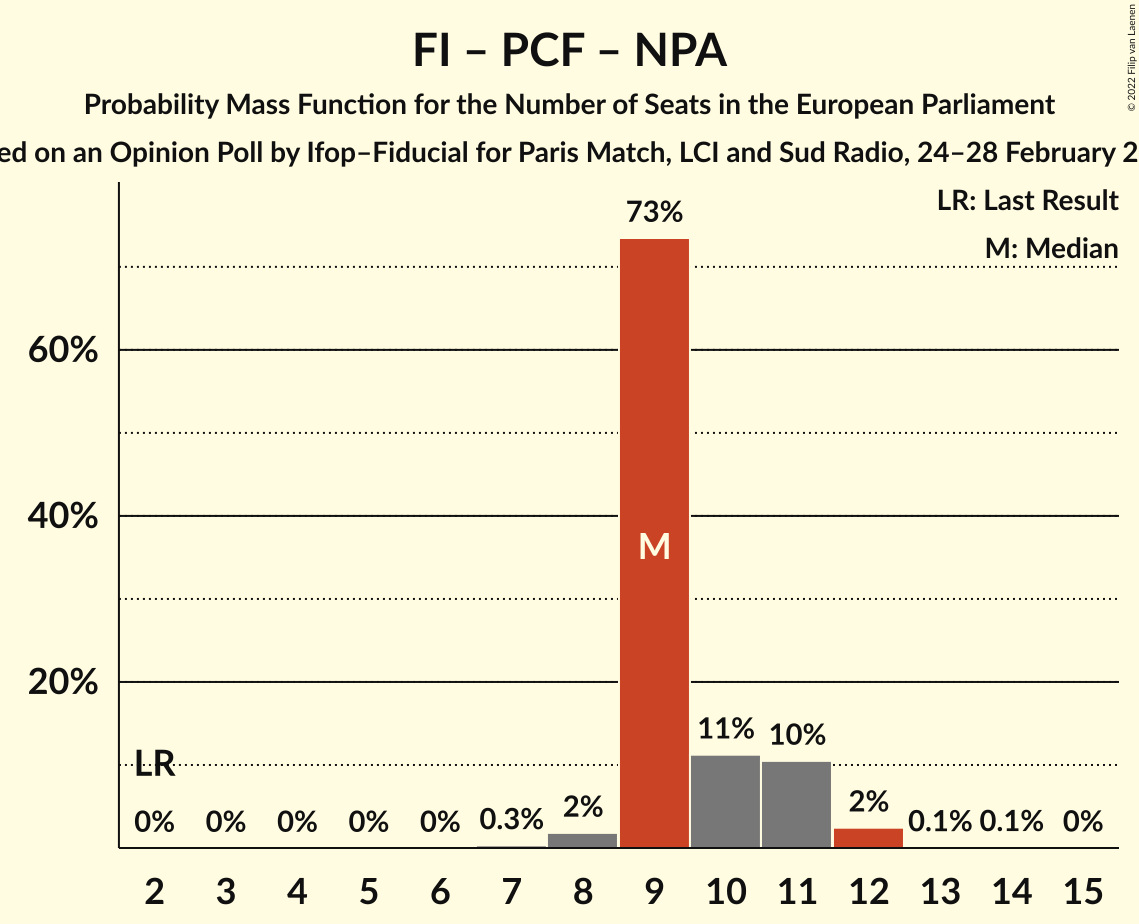 FI – PCF – NPA
Probability Mass Function for the Number of Seats in the European Parliament
ed on an Opinion Poll by Ifop–Fiducial for Paris Match, LCI and Sud Radio, 24–28 February 2
© 2022 Filip van Laenen
LR: Last Result
M: Median
73%
60%
M
40%
20%
11%
10%
LR
0%
0%
0%
0%
0%
0.3%
2%
2%
0.1%
0.1%
0%
2 3 4 5 6 7 8 9 10 11 12 13 14 15